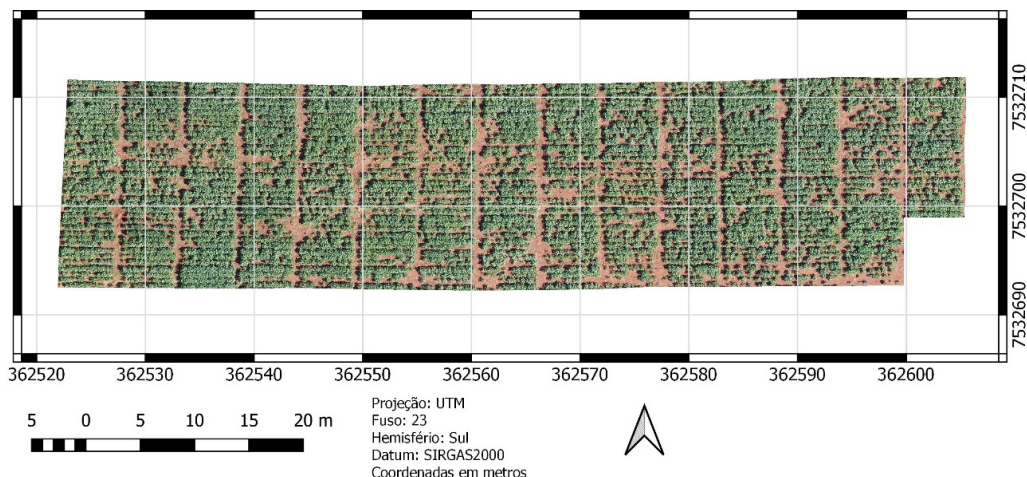 7532710
7532700
7532690
362520 362530 362540 362550 362560 362570 362580 362590 362600
5 0 5 10 15 20 m
Projeção: UTM
Fuso: 23
Hemisfério: Sul
Datum: SIRGAS2000
Coordenadas em metros